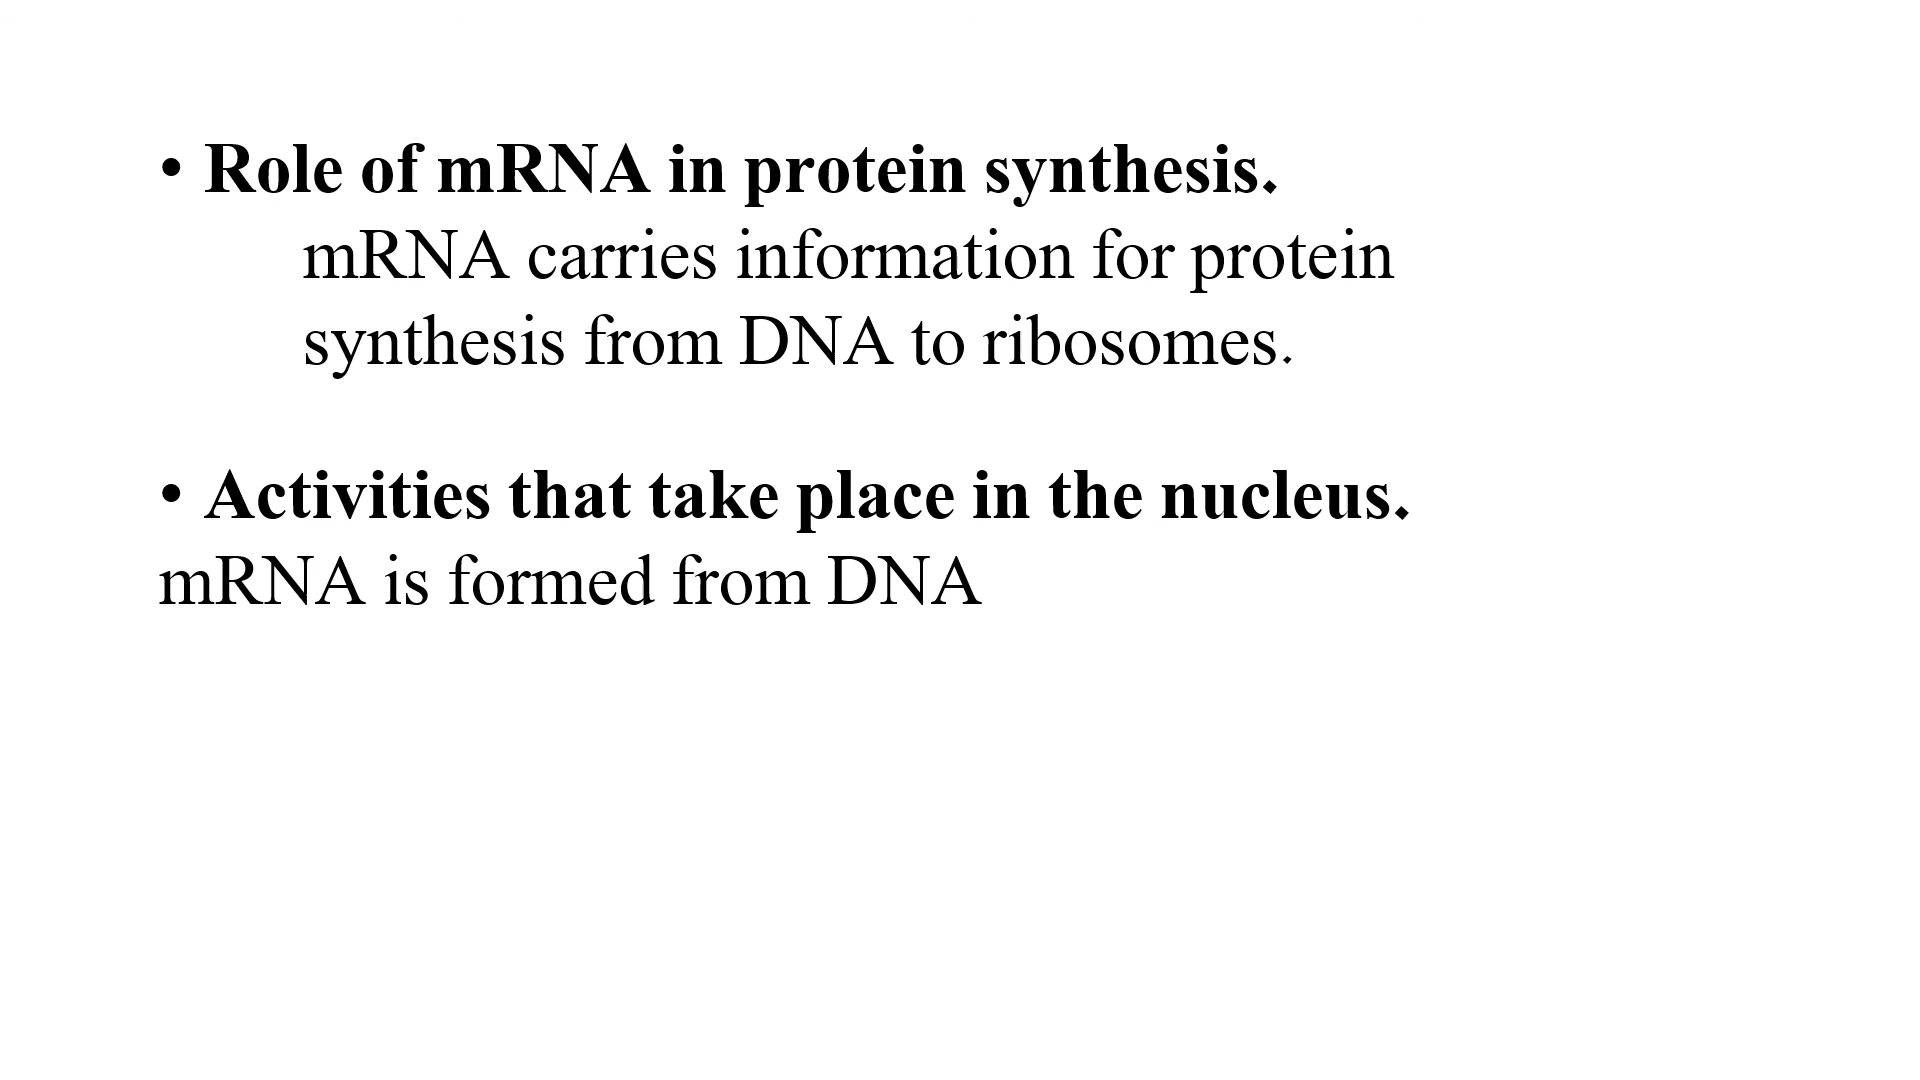 • Role of mRNA in protein synthesis.
mRNA carries information for protein
synthesis from DNA to ribosomes.
• Activities that take place in the nucleus.
mRNA is formed from DNA